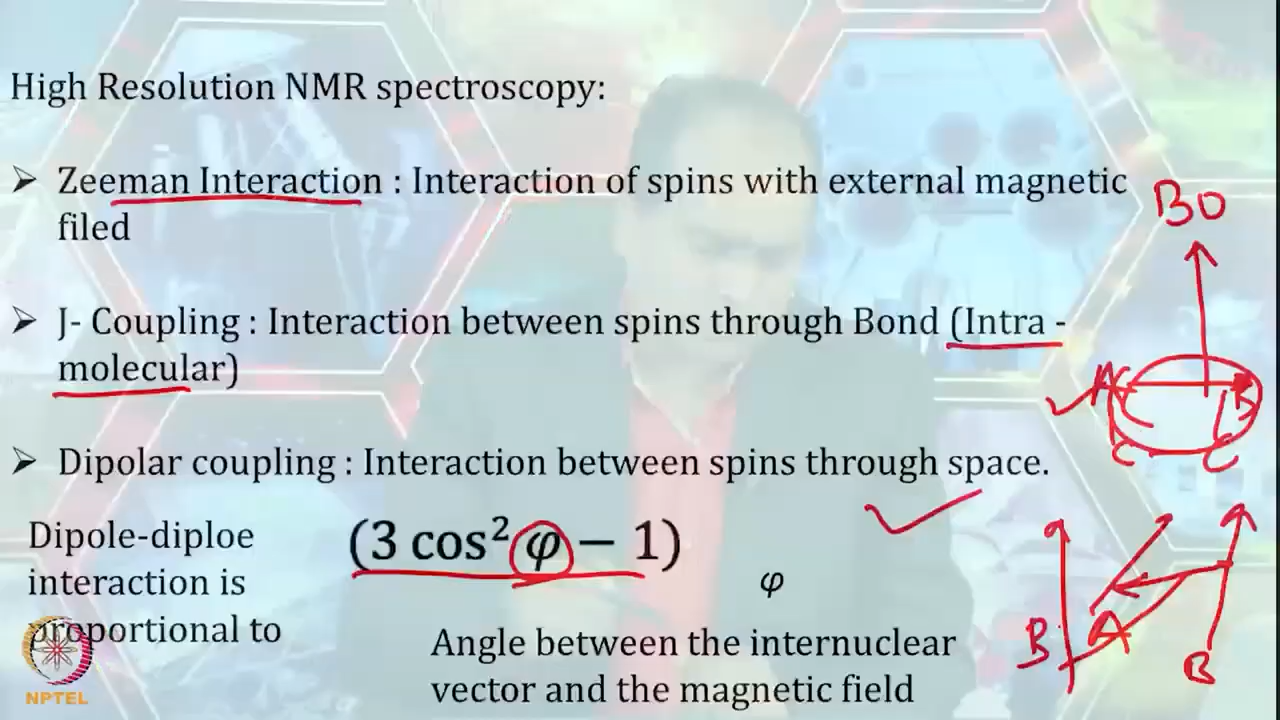 High Resolution NMR spectroscopy:
➤ Zeeman Interaction : Interaction of spins with external magnetic
filed
B0
➤ J- Coupling : Interaction between spins through Bond (Intra -
molecular)
A B
C C
➤ Dipolar coupling : Interaction between spins through space.
Dipole-diploe
interaction is
proportional to
(3 cos² φ − 1)
φ
Angle between the internuclear
vector and the magnetic field
B A B
NPTEL